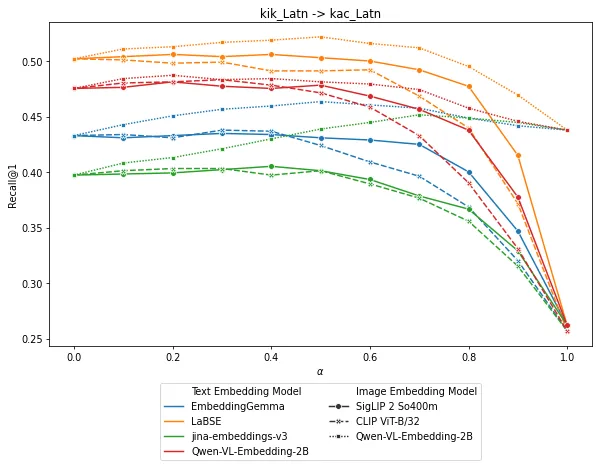 kik_Latn -> kac_Latn
Recall@1
0.50
0.45
0.40
0.35
0.30
0.25
0.0 0.2 0.4 0.6 0.8 1.0
α
Text Embedding Model Image Embedding Model
EmbeddingGemma SigLIP 2 So400m
LaBSE CLIP ViT-B/32
jina-embeddings-v3 Qwen-VL-Embedding-2B
Qwen-VL-Embedding-2B